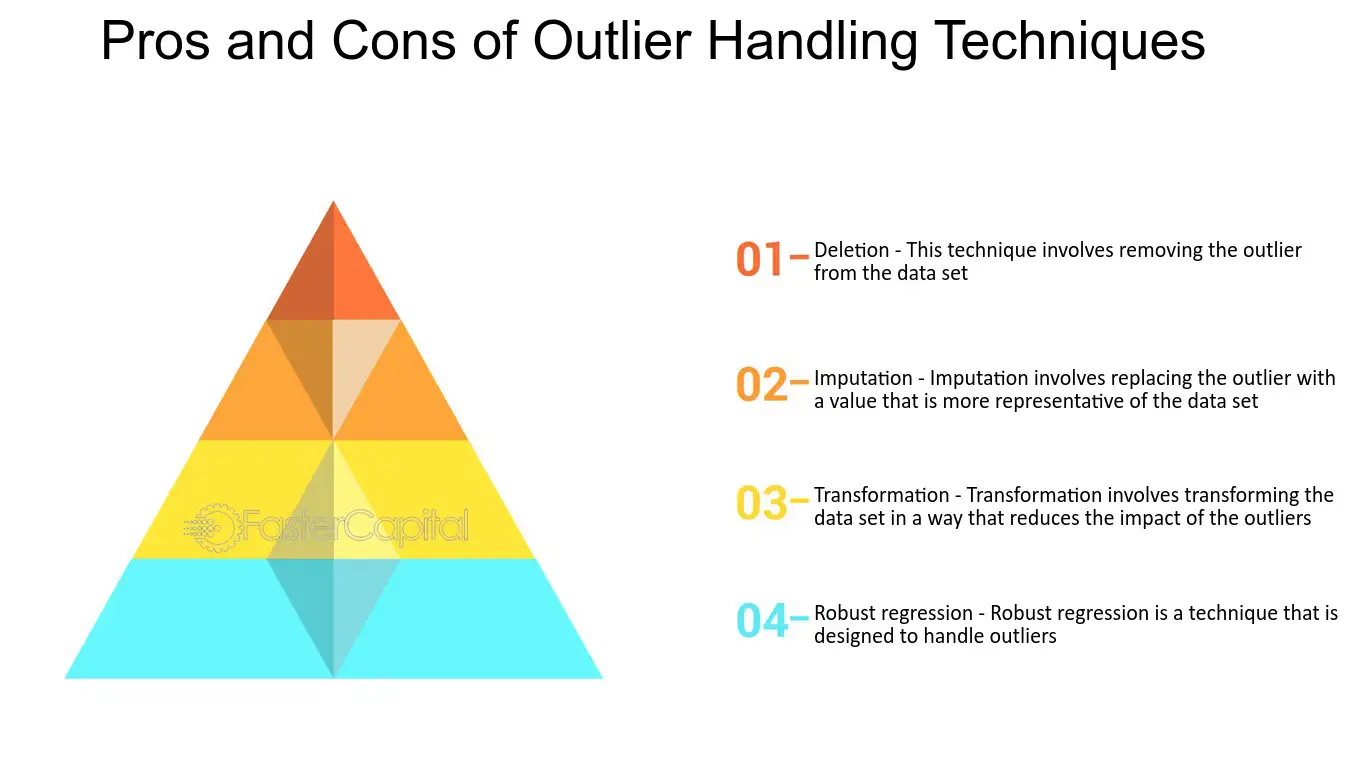 Pros and Cons of Outlier Handling Techniques
01
Deletion - This technique involves removing the outlier
from the data set
02
Imputation - Imputation involves replacing the outlier with
a value that is more representative of the data set
03
Transformation - Transformation involves transforming the
data set in a way that reduces the impact of the outliers
04
Robust regression - Robust regression is a technique that is
designed to handle outliers
FasterCapital